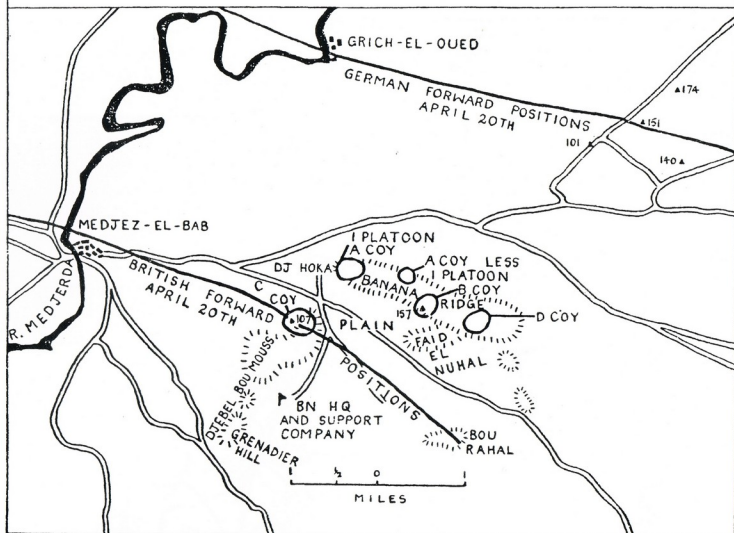 GRICH-EL-OUED
GERMAN FORWARD POSITIONS
APRIL 20TH
174
151
101
140
MEDJEZ-EL-BAB
R. MEDJERDA
BRITISH FORWARD
POSITIONS
APRIL 20TH
1 PLATOON
A COY
A COY LESS
1 PLATOON
B COY
D COY
DJ HOKA
BANANA
RIDGE
157
C
COY
107
PLAIN
FAID
EL
NUHAL
DJEBEL BOU MOUSS
GRENADIER
HILL
BN HQ
AND SUPPORT
COMPANY
BOU
RAHAL
1 ½ 0 1
MILES